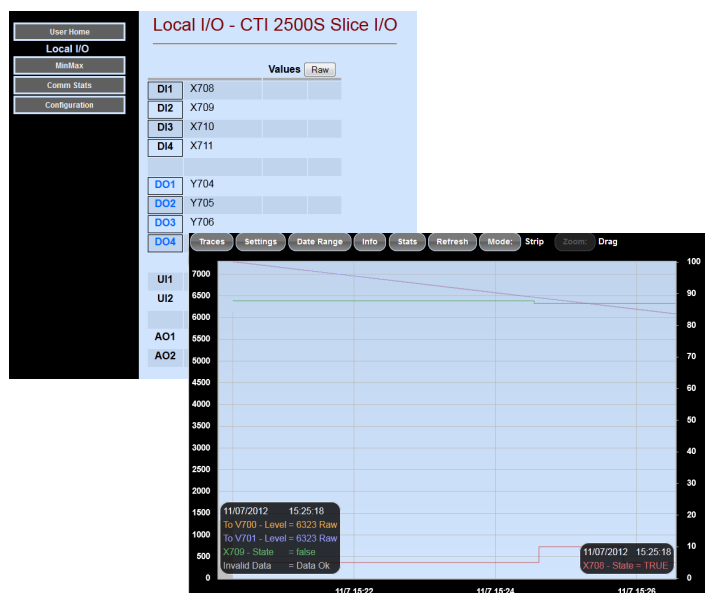 Local I/O - CTI 2500S Slice I/O
User Home
Local I/O
MinMax
Comm Stats
Configuration
Values Raw
DI1 X708
DI2 X709
DI3 X710
DI4 X711
DO1 Y704
DO2 Y705
DO3 Y706
DO4
UI1
UI2
AO1
AO2
Traces Settings Date Range Info Stats Refresh Mode: Strip Zoom: Drag
7000
6500
6000
5500
5000
4500
4000
3500
3000
2500
2000
1500
1000
500
0
100
90
80
70
60
50
40
30
20
10
0
11/07/2012 15:25:18
To V700 - Level = 6323 Raw
To V701 - Level = 6323 Raw
X709 - State = false
Invalid Data = Data Ok
11/07/2012 15:25:18
X708 - State = TRUE
11/7 15:22 11/7 15:24 11/7 15:26